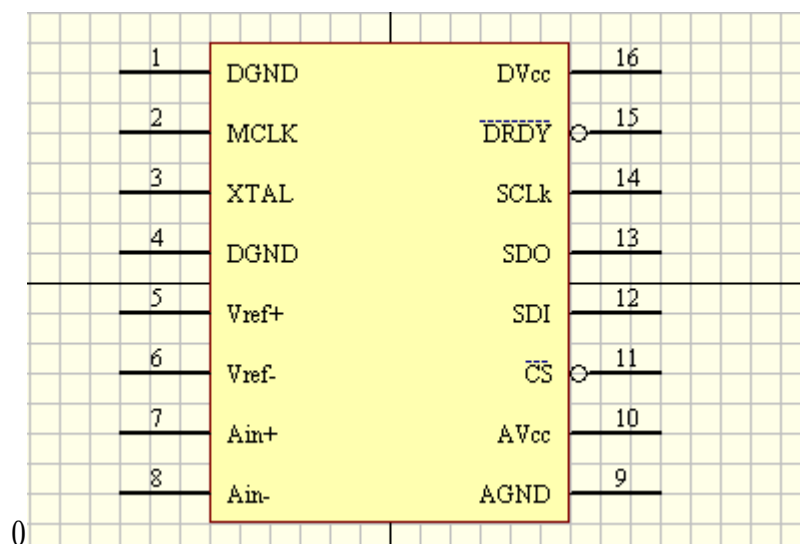 1 DGND DVcc 16
2 MCLK DRDY 15
3 XTAL SCLk 14
4 DGND SDO 13
5 Vref+ SDI 12
6 Vref- CS 11
7 Ain+ AVcc 10
8 Ain- AGND 9
0